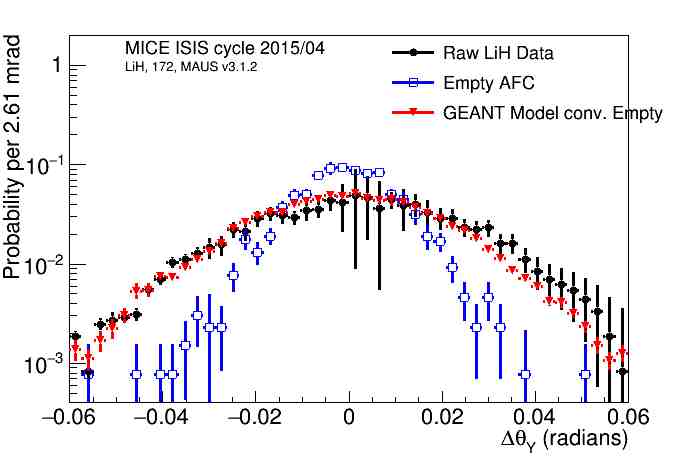 MICE ISIS cycle 2015/04
LiH, 172, MAUS v3.1.2
Raw LiH Data
Empty AFC
GEANT Model conv. Empty
Probability per 2.61 mrad
1
10⁻¹
10⁻²
10⁻³
−0.06 −0.04 −0.02 0 0.02 0.04 0.06
Δθ_Y (radians)